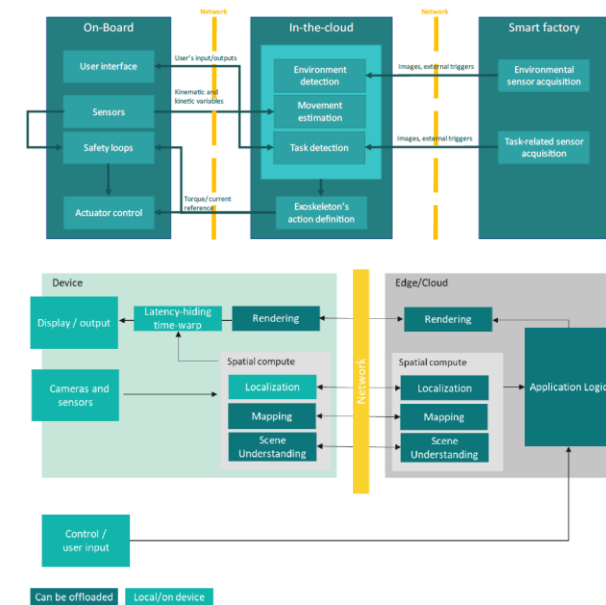 Network
Network
On-Board
In-the-cloud
Smart factory
User interface
User's input/outputs
Environment
detection
Images, external triggers
Environmental
sensor acquisition
Kinematic and
kinetic variables
Sensors
Movement
estimation
Safety loops
Task detection
Images, external triggers
Task-related sensor
acquisition
Torque/ current
reference
Actuator control
Exoskeleton's
action definition
Device
Edge/Cloud
Display / output
Latency-hiding
time-warp
Rendering
Rendering
Spatial compute
Spatial compute
Network
Cameras and
sensors
Localization
Localization
Application Logic
Mapping
Mapping
Scene
Understanding
Scene
Understanding
Control /
user input
Can be offloaded
Local/on device